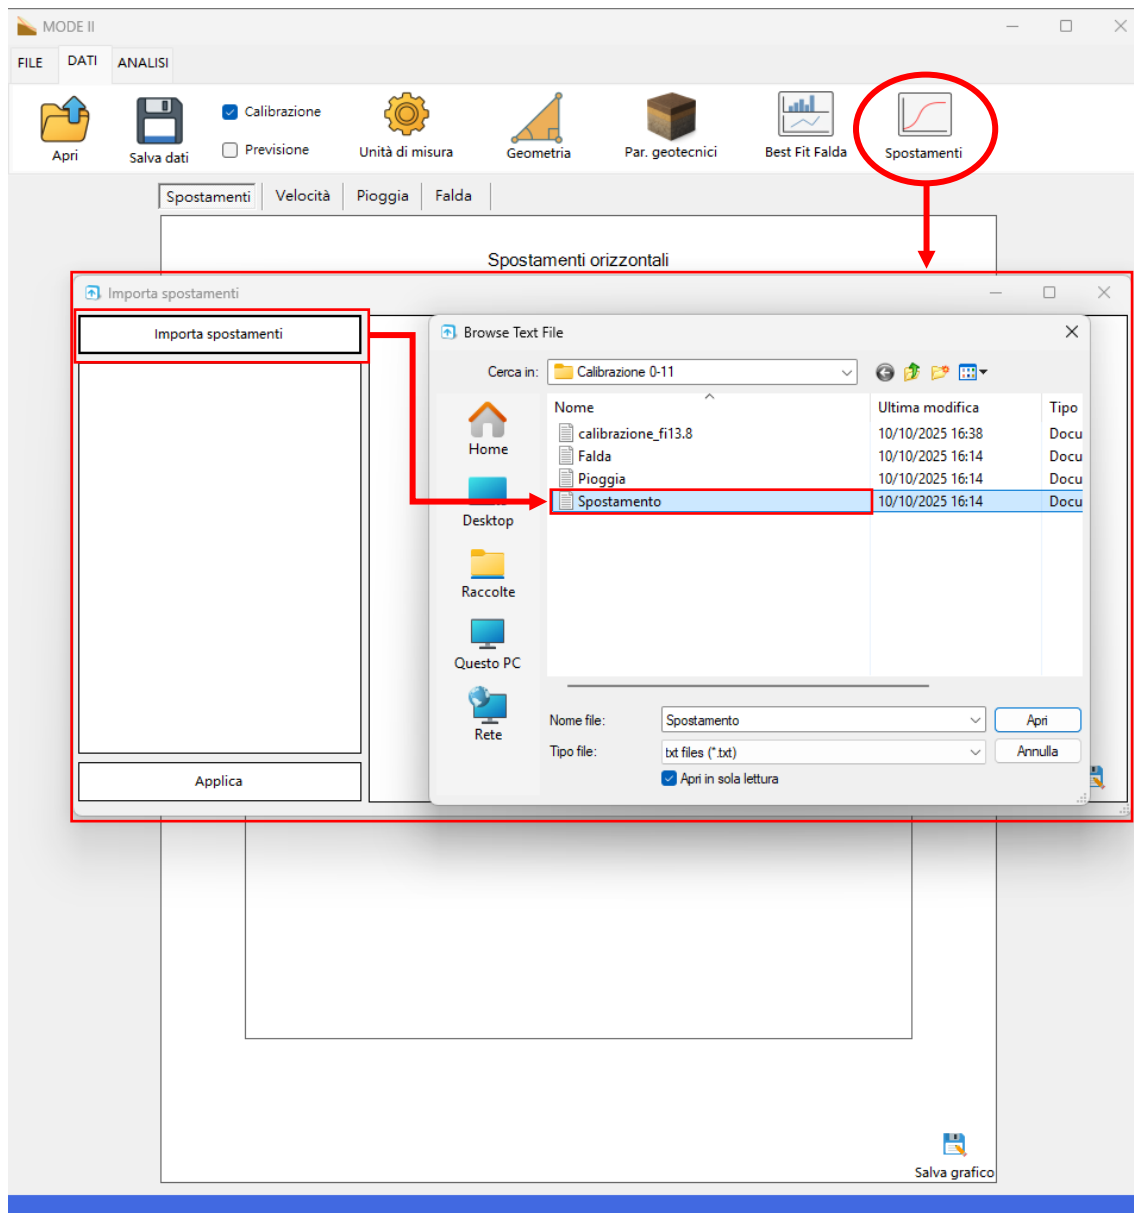 MODE II
FILE DATI ANALISI
Calibrazione
Previsione
Apri Salva dati Unità di misura Geometria Par. geotecnici Best Fit Falda Spostamenti
Spostamenti Velocità Pioggia Falda
Spostamenti orizzontali
Importa spostamenti
Importa spostamenti
Browse Text File
Cerca in: Calibrazione 0-11
Nome Ultima modifica Tipo
calibrazione_fi13.8 10/10/2025 16:38 Docu
Falda 10/10/2025 16:14 Docu
Pioggia 10/10/2025 16:14 Docu
Spostamento 10/10/2025 16:14 Docu
Home
Desktop
Raccolte
Questo PC
Rete
Nome file: Spostamento Apri
Tipo file: txt files (*.txt) Annulla
Apri in sola lettura
Applica
Salva grafico